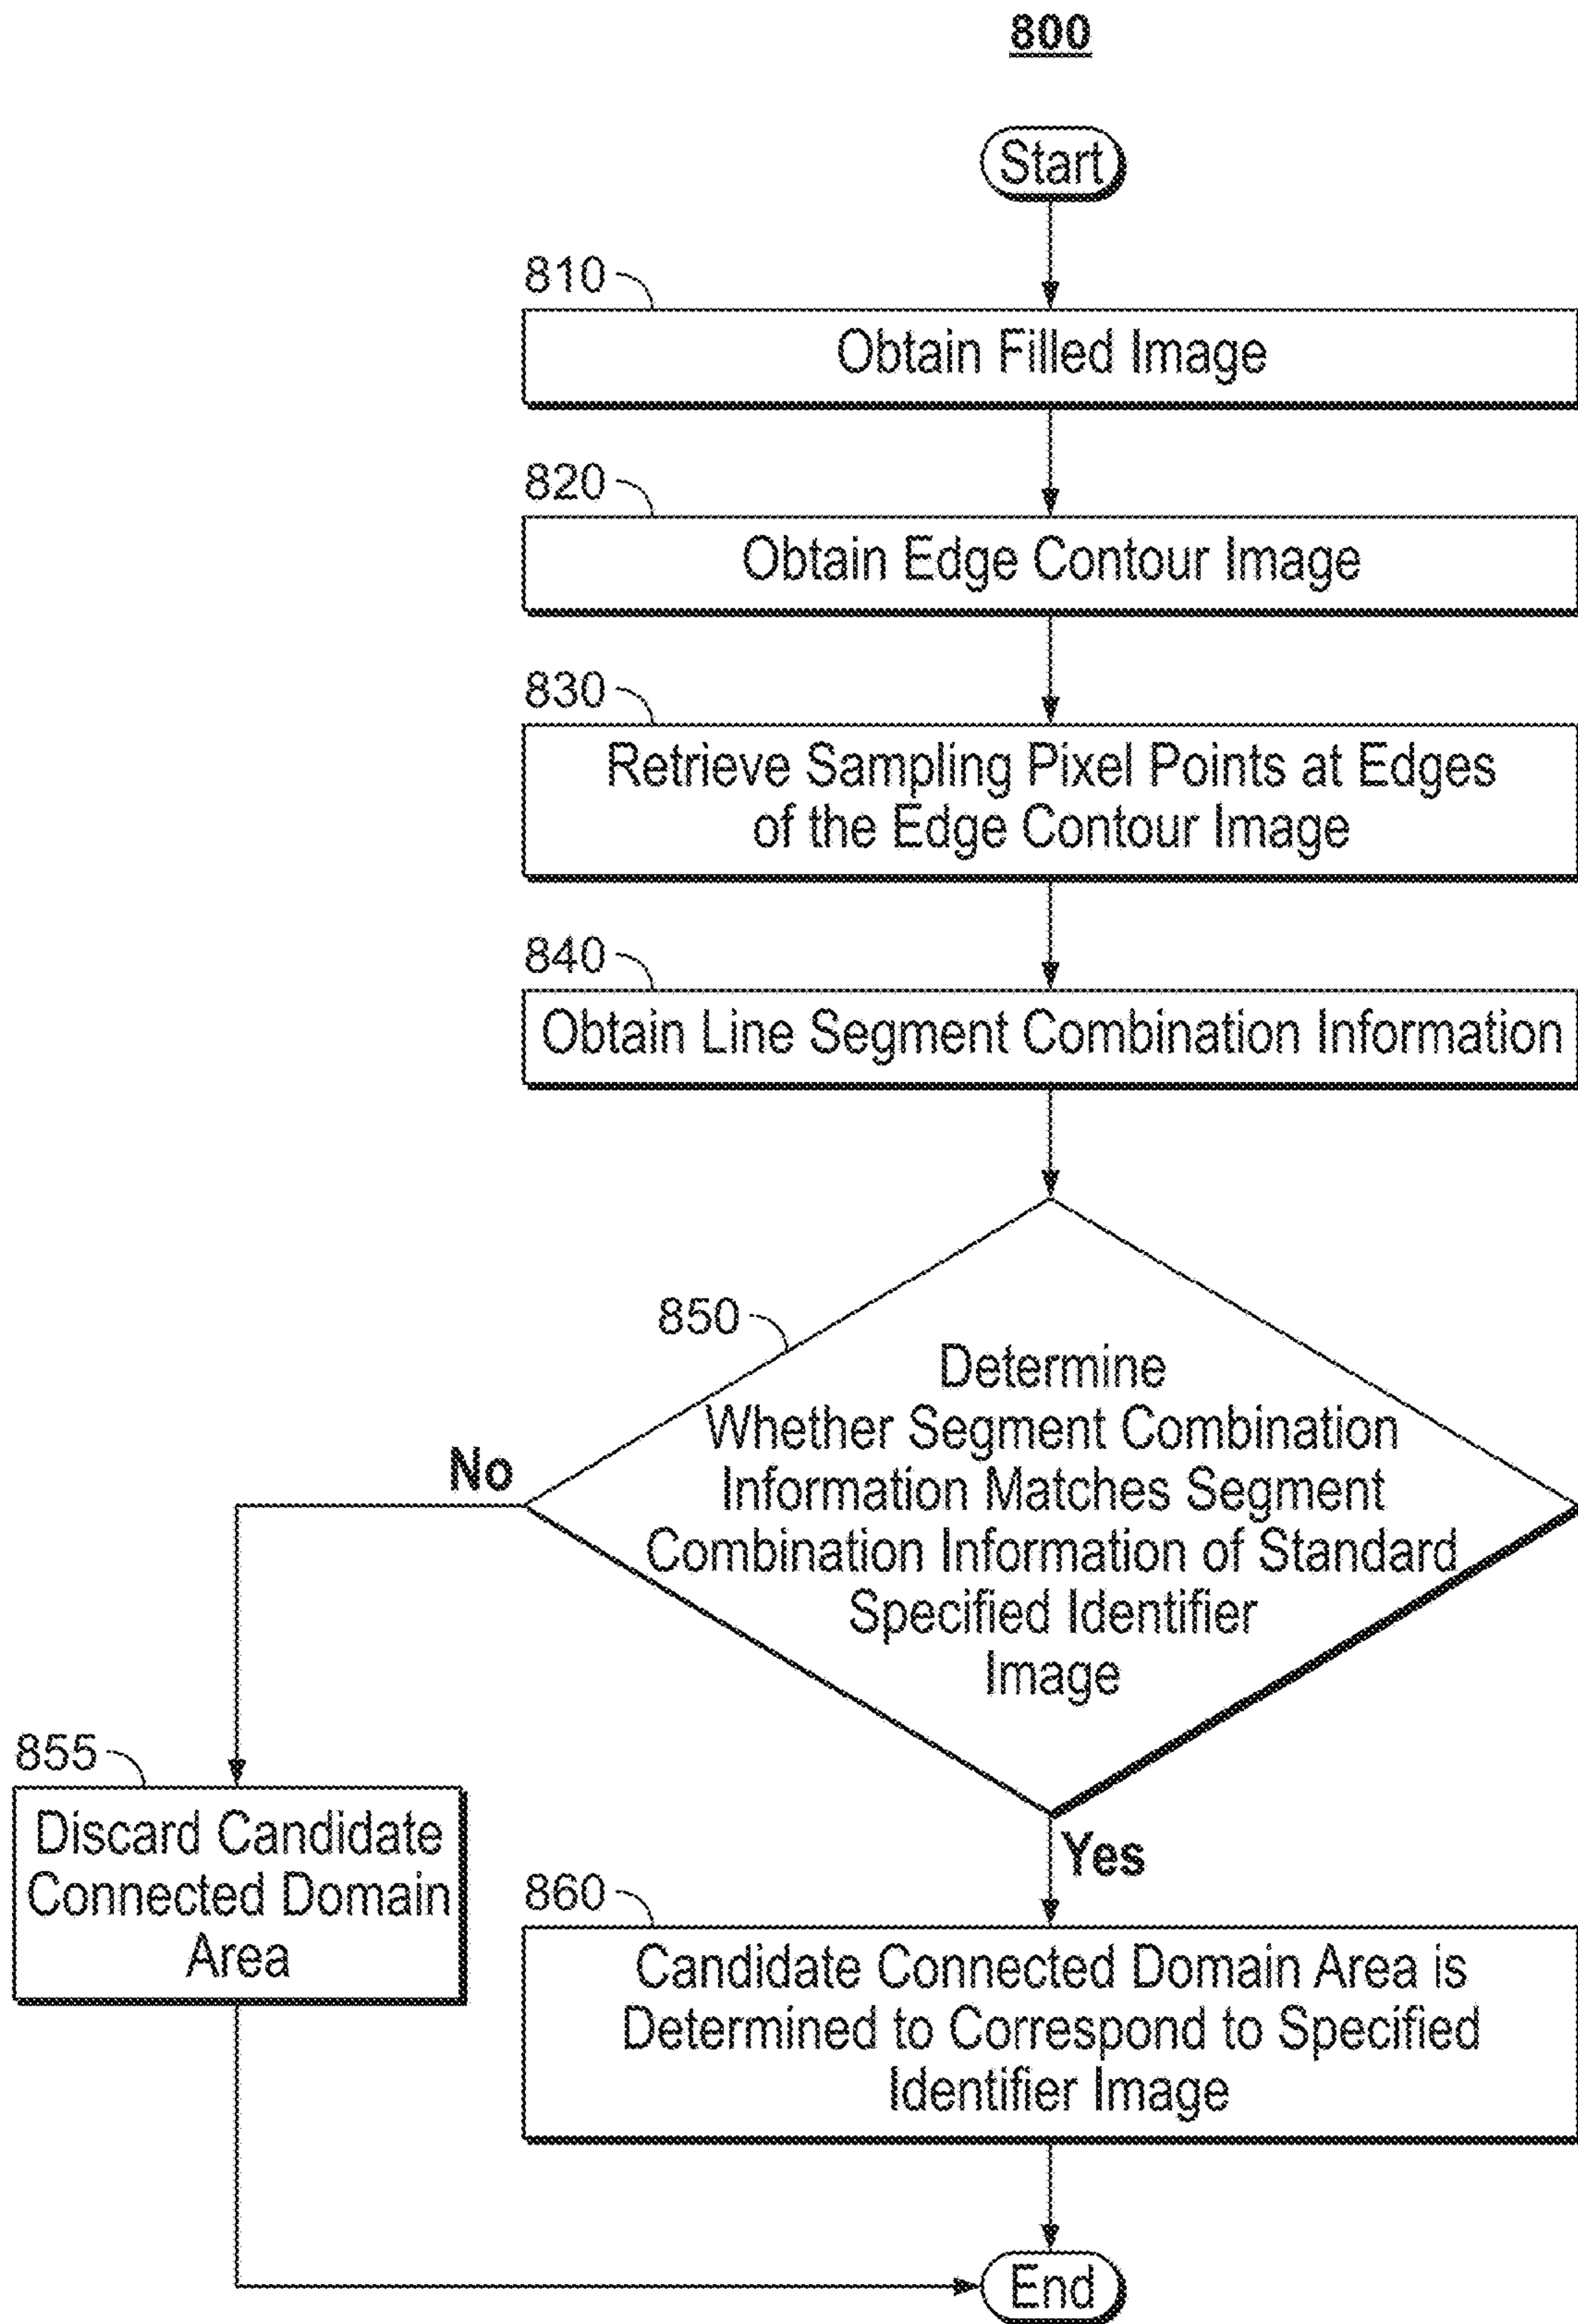 800
Start
810
Obtain Filled Image
820
Obtain Edge Contour Image
830
Retrieve Sampling Pixel Points at Edges
of the Edge Contour Image
840
Obtain Line Segment Combination Information
850
Determine
Whether Segment Combination
Information Matches Segment
Combination Information of Standard
Specified Identifier
Image
No
Yes
855
Discard Candidate
Connected Domain
Area
860
Candidate Connected Domain Area is
Determined to Correspond to Specified
Identifier Image
End